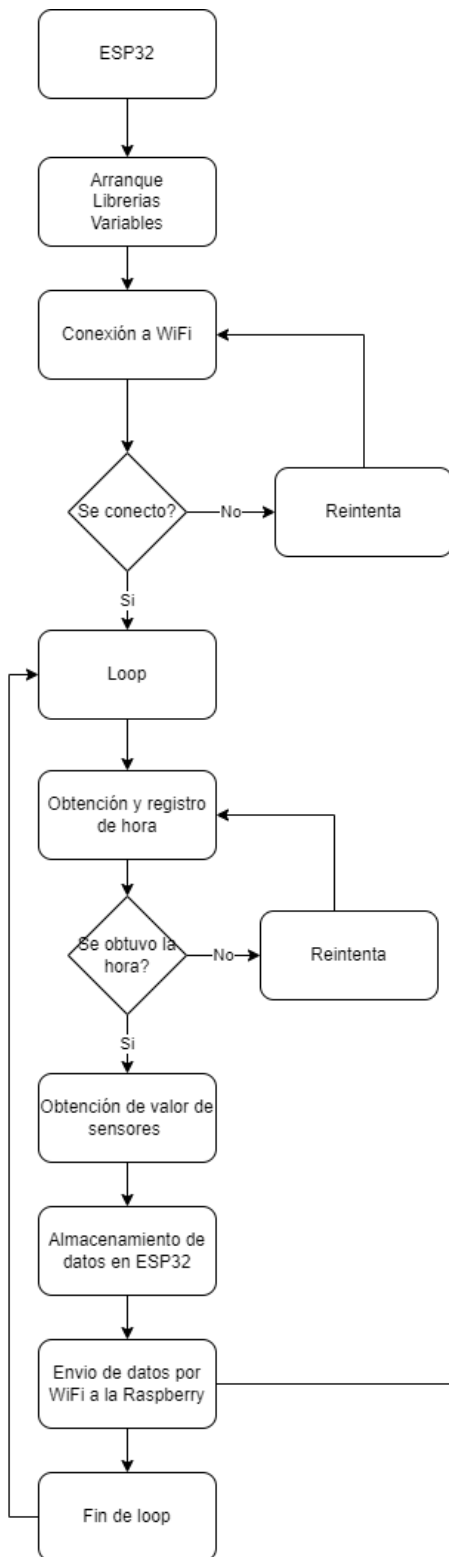 ESP32
Arranque
Librerias
Variables
Conexión a WiFi
Se conecto?
No
Reintenta
Si
Loop
Obtención y registro
de hora
Se obtuvo la
hora?
No
Reintenta
Si
Obtención de valor de
sensores
Almacenamiento de
datos en ESP32
Envio de datos por
WiFi a la Raspberry
Fin de loop